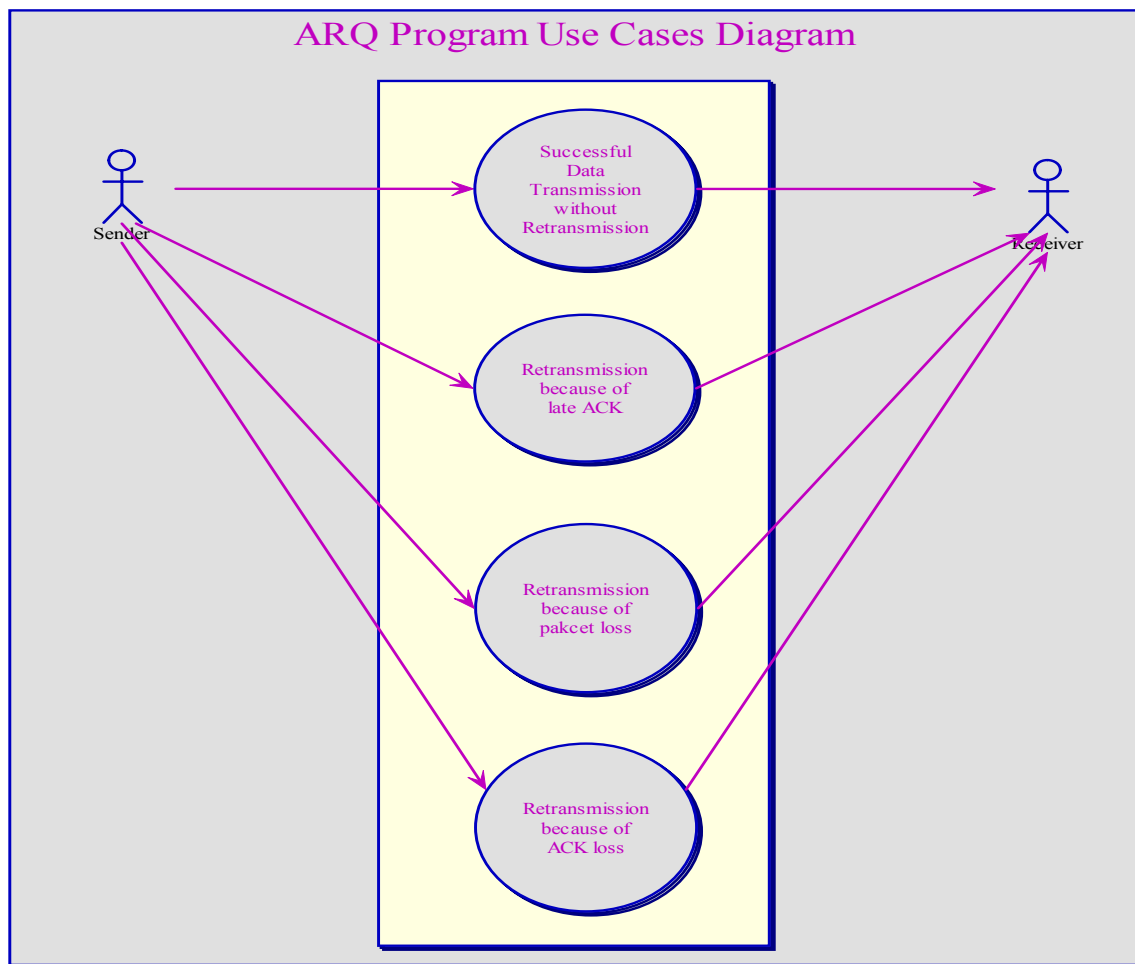 ARQ Program Use Cases Diagram
Successful
Data
Transmission
without
Retransmission
Sender
Receiver
Retransmission
because of
late ACK
Retransmission
because of
pakcet loss
Retransmission
because of
ACK loss